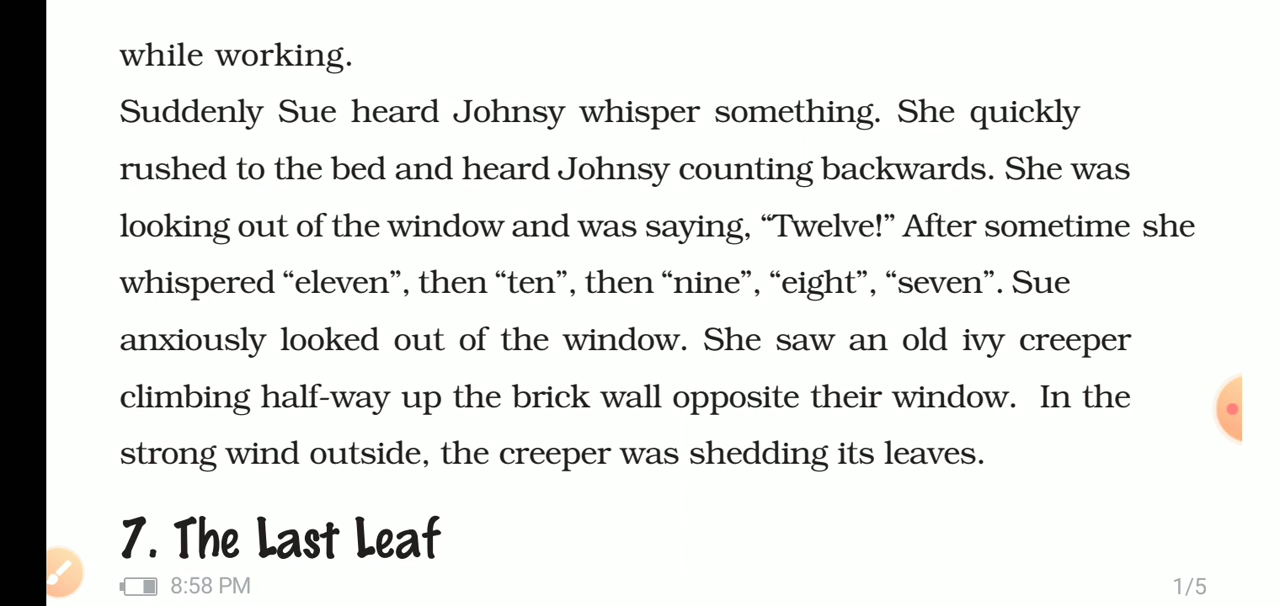 while working.
Suddenly Sue heard Johnsy whisper something. She quickly
rushed to the bed and heard Johnsy counting backwards. She was
looking out of the window and was saying, “Twelve!” After sometime she
whispered “eleven”, then “ten”, then “nine”, “eight”, “seven”. Sue
anxiously looked out of the window. She saw an old ivy creeper
climbing half-way up the brick wall opposite their window. In the
strong wind outside, the creeper was shedding its leaves.
7. The Last Leaf
8:58 PM 1/5